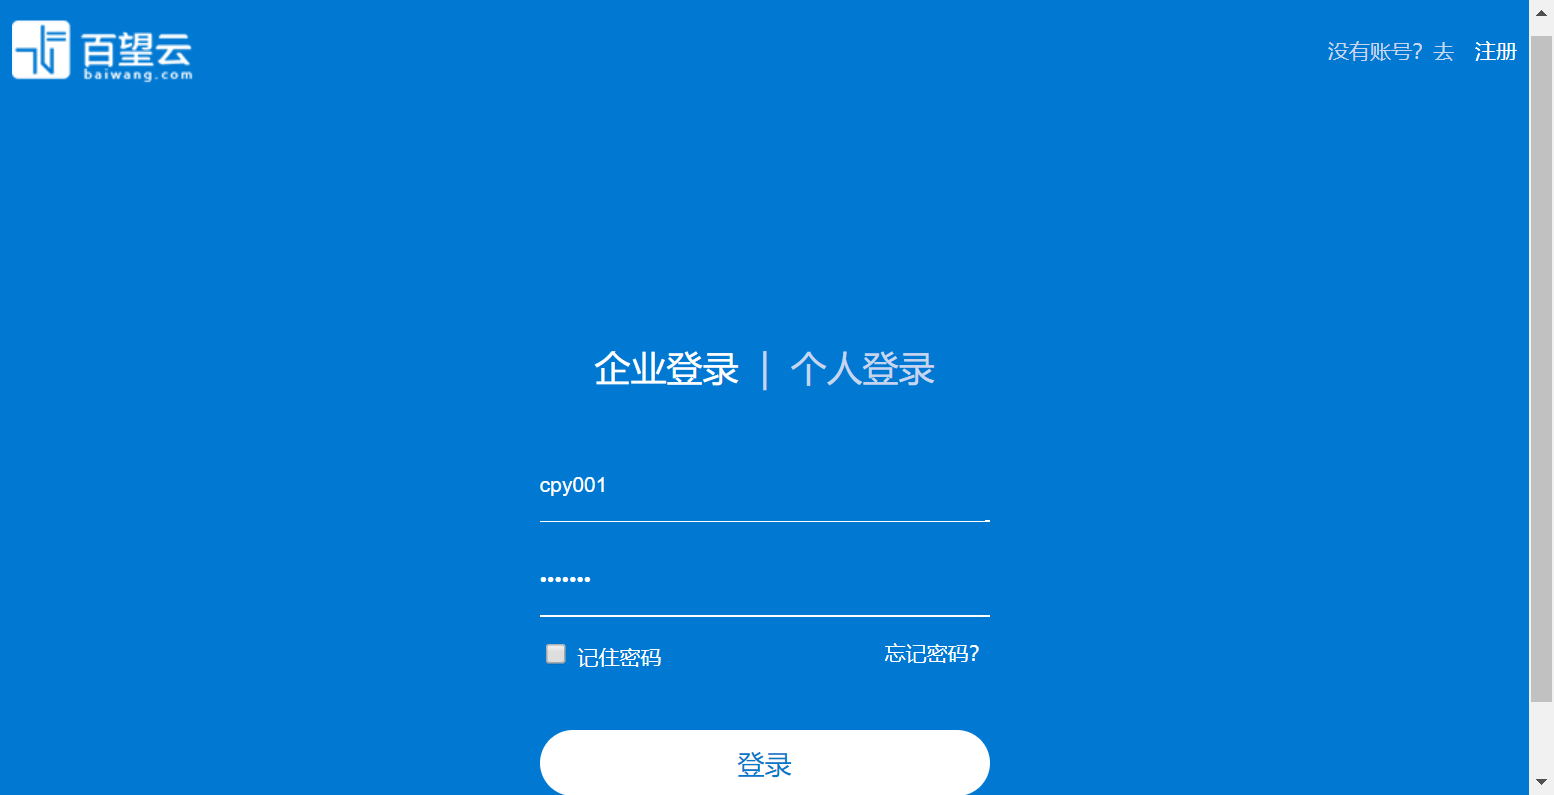 百望云
baiwang.com
没有账号？去 注册
企业登录 | 个人登录
cpy001
•••••••
记住密码 忘记密码?
登录